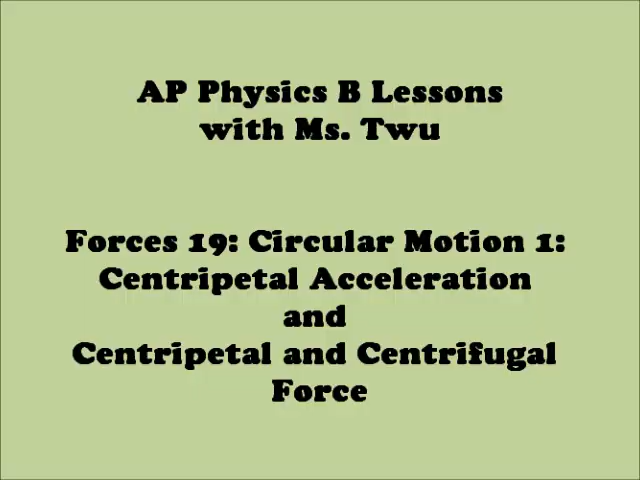 AP Physics B Lessons
with Ms. Twu
Forces 19: Circular Motion 1:
Centripetal Acceleration
and
Centripetal and Centrifugal
Force